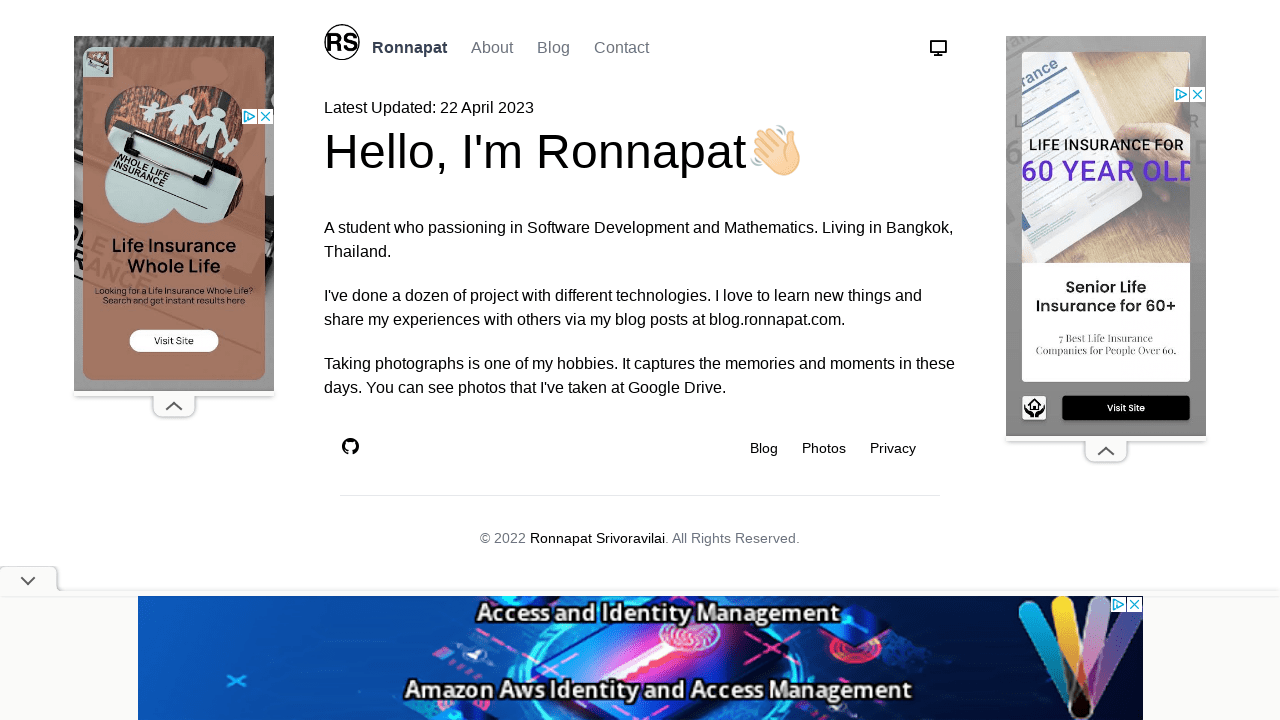 RS
Ronnapat
About
Blog
Contact
Latest Updated: 22 April 2023
Hello, I'm Ronnapat
A student who passioning in Software Development and Mathematics. Living in Bangkok,
Thailand.
I've done a dozen of project with different technologies. I love to learn new things and
share my experiences with others via my blog posts at blog.ronnapat.com.
Taking photographs is one of my hobbies. It captures the memories and moments in these
days. You can see photos that I've taken at Google Drive.
Blog
Photos
Privacy
© 2022 Ronnapat Srivoravilai. All Rights Reserved.
WHOLE LIFE
INSURANCE
Life Insurance
Whole Life
Looking for a Life Insurance Whole Life?
Search and get instant results here
Visit Site
LIFE INSURANCE FOR
60 YEAR OLD
Senior Life
Insurance for 60+
7 Best Life Insurance
Companies for People Over 60.
Visit Site
Access and Identity Management
Amazon Aws Identity and Access Management